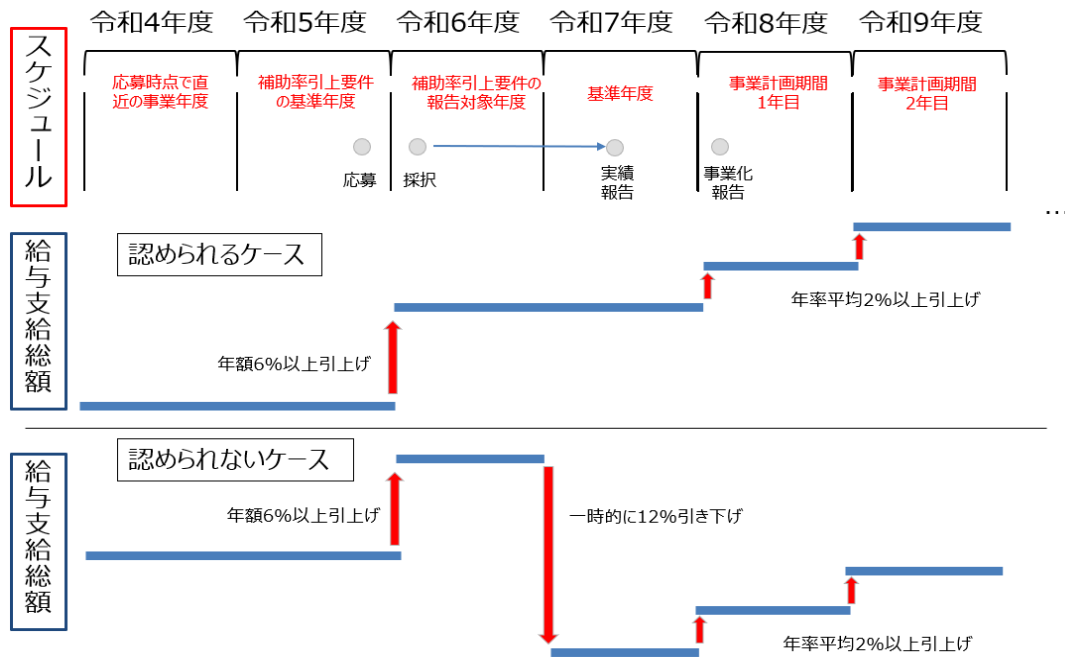 令和4年度
令和5年度
令和6年度
令和7年度
令和8年度
令和9年度
スケジュール
応募時点で直
近の事業年度
補助率引上要件
の基準年度
補助率引上要件の
報告対象年度
基準年度
事業計画期間
1年目
事業計画期間
2年目
応募
採択
実績
報告
事業化
報告
…
給与支給総額
認められるケース
年額6%以上引上げ
年率平均2%以上引上げ
給与支給総額
認められないケース
年額6%以上引上げ
一時的に12%引き下げ
年率平均2%以上引上げ